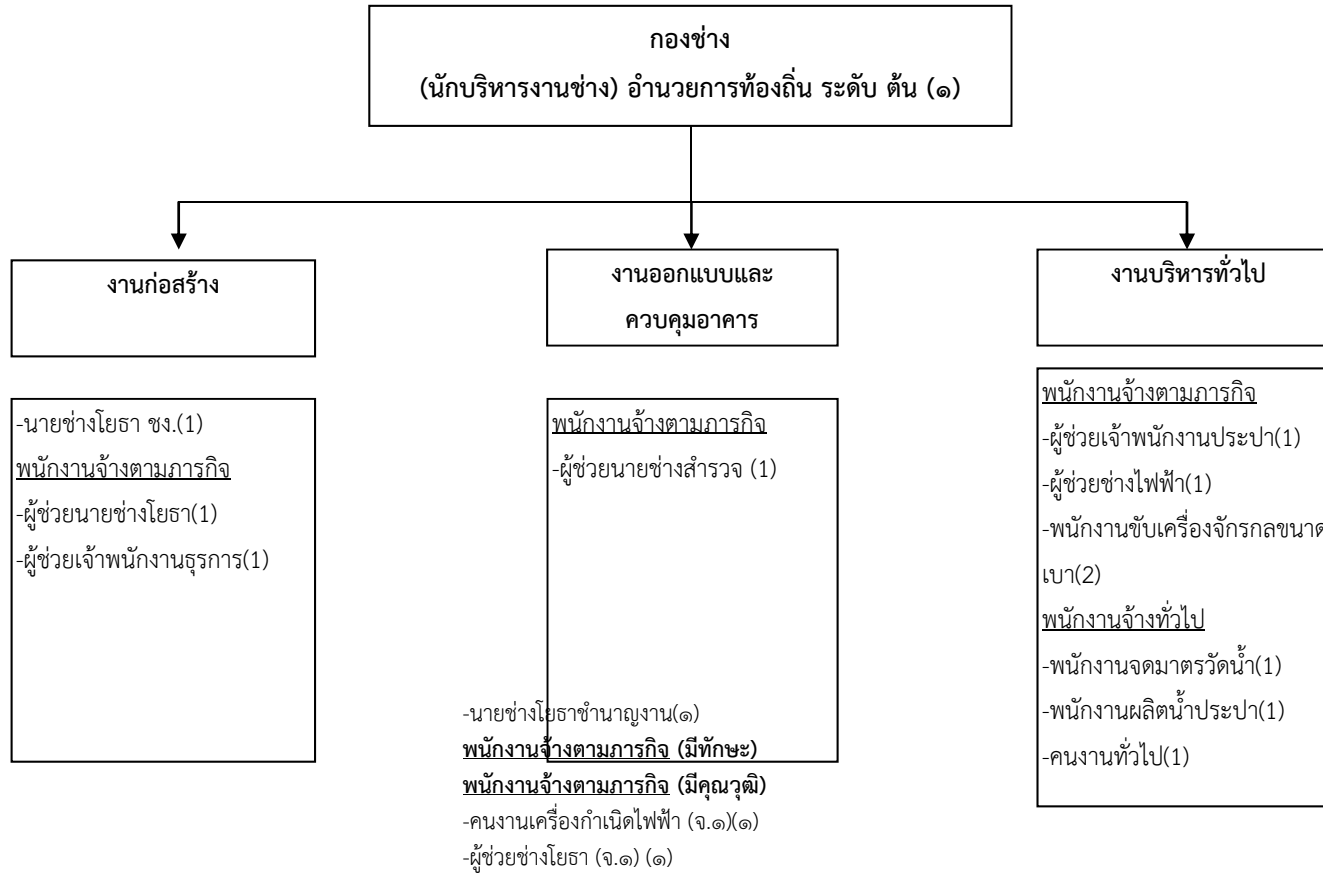 กองช่าง
(นักบริหารงานช่าง) อำนวยการท้องถิ่น ระดับ ต้น (๑)
งานก่อสร้าง
-นายช่างโยธา ชง.(1)
พนักงานจ้างตามภารกิจ
-ผู้ช่วยนายช่างโยธา(1)
-ผู้ช่วยเจ้าพนักงานธุรการ(1)
งานออกแบบและ
ควบคุมอาคาร
พนักงานจ้างตามภารกิจ
-ผู้ช่วยนายช่างสำรวจ (1)
-นายช่างโยธาชำนาญงาน(๑)
พนักงานจ้างตามภารกิจ (มีทักษะ)
พนักงานจ้างตามภารกิจ (มีคุณวุฒิ)
-คนงานเครื่องกำเนิดไฟฟ้า (จ.๑)(๑)
-ผู้ช่วยช่างโยธา (จ.๑) (๑)
งานบริหารทั่วไป
พนักงานจ้างตามภารกิจ
-ผู้ช่วยเจ้าพนักงานประปา(1)
-ผู้ช่วยช่างไฟฟ้า(1)
-พนักงานขับเครื่องจักรกลขนาด
เบา(2)
พนักงานจ้างทั่วไป
-พนักงานจดมาตรวัดน้ำ(1)
-พนักงานผลิตน้ำประปา(1)
-คนงานทั่วไป(1)